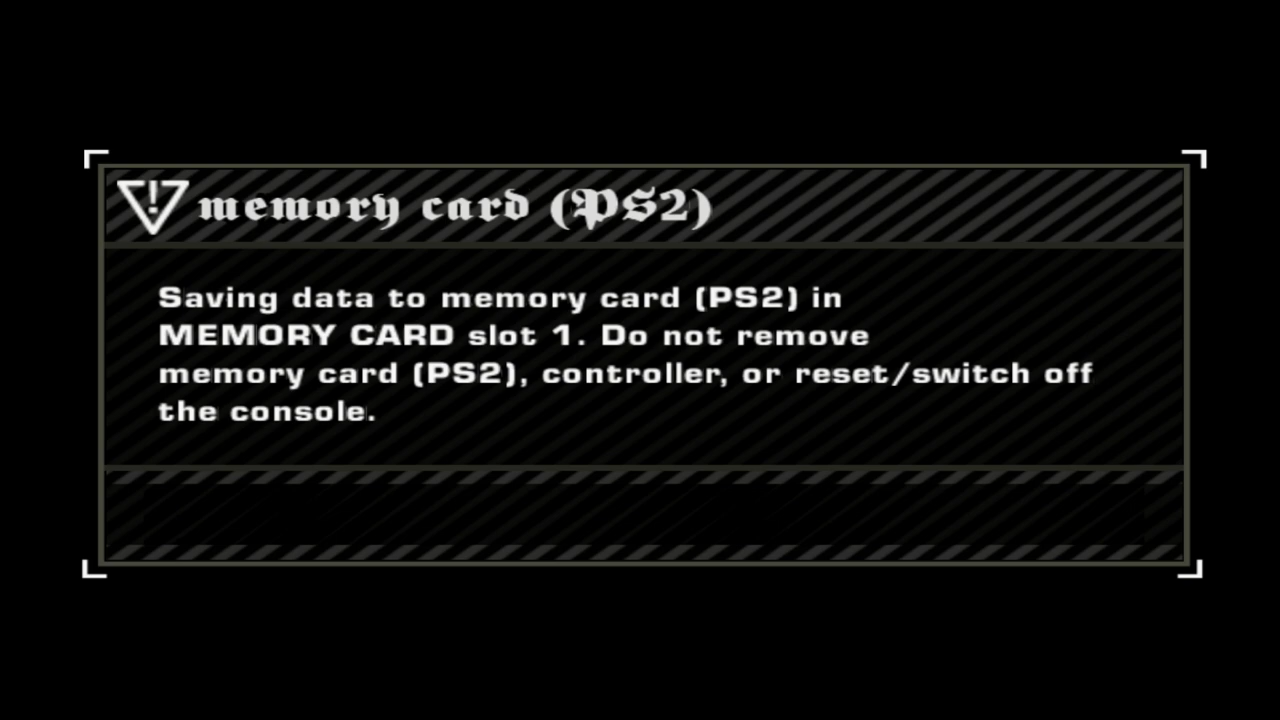 memory card (PS2)
Saving data to memory card (PS2) in
MEMORY CARD slot 1. Do not remove
memory card (PS2), controller, or reset/switch off
the console.